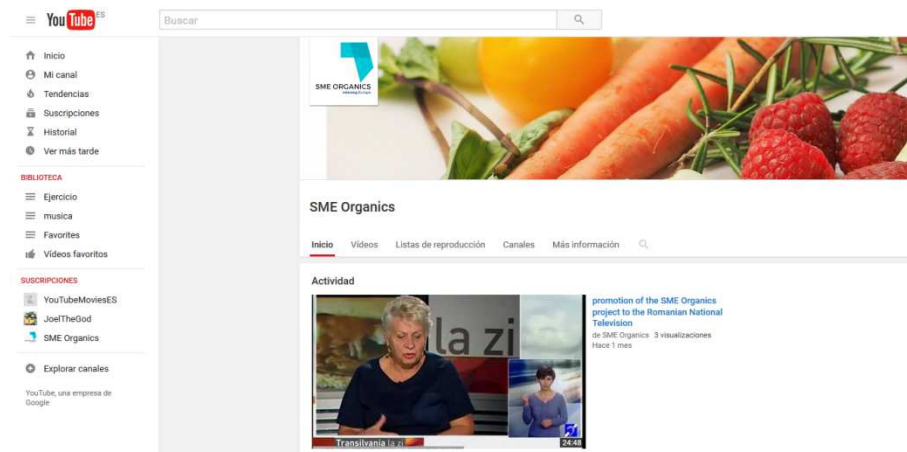 YouTube ES
Buscar
Inicio
Mi canal
Tendencias
Suscripciones
Historial
Ver más tarde
BIBLIOTECA
Ejercicio
musica
Favorites
Vídeos favoritos
SUSCRIPCIONES
YouTubeMoviesES
JoelTheGod
SME Organics
Explorar canales
YouTube, una empresa de
Google
SME ORGANICS
Interreg Europe
SME Organics
Inicio Vídeos Listas de reproducción Canales Más información
Actividad
la zi
Transilvania la zi
24:48
promotion of the SME Organics
project to the Romanian National
Television
de SME Organics 3 visualizaciones
Hace 1 mes